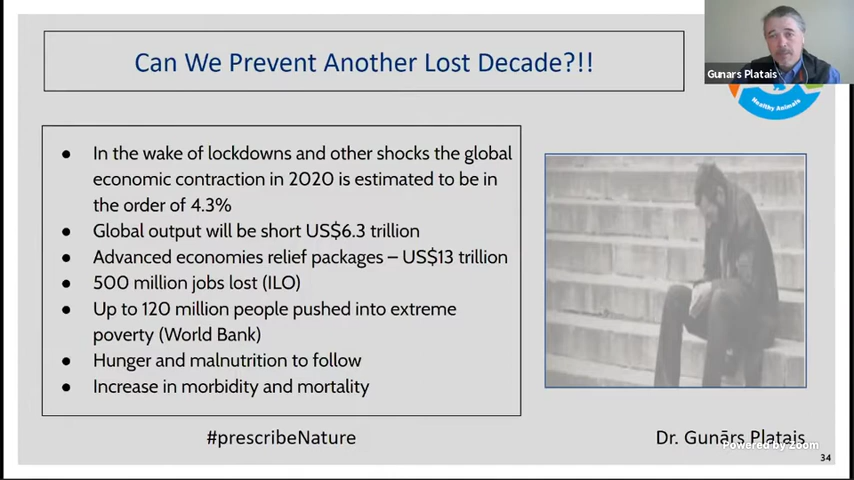 Can We Prevent Another Lost Decade?!!
Gunars Platais
Healthy Animals
● In the wake of lockdowns and other shocks the global
economic contraction in 2020 is estimated to be in
the order of 4.3%
● Global output will be short US$6.3 trillion
● Advanced economies relief packages – US$13 trillion
● 500 million jobs lost (ILO)
● Up to 120 million people pushed into extreme
poverty (World Bank)
● Hunger and malnutrition to follow
● Increase in morbidity and mortality
#prescribeNature
Dr. Gunārs Platais
Powered by Zoom
34